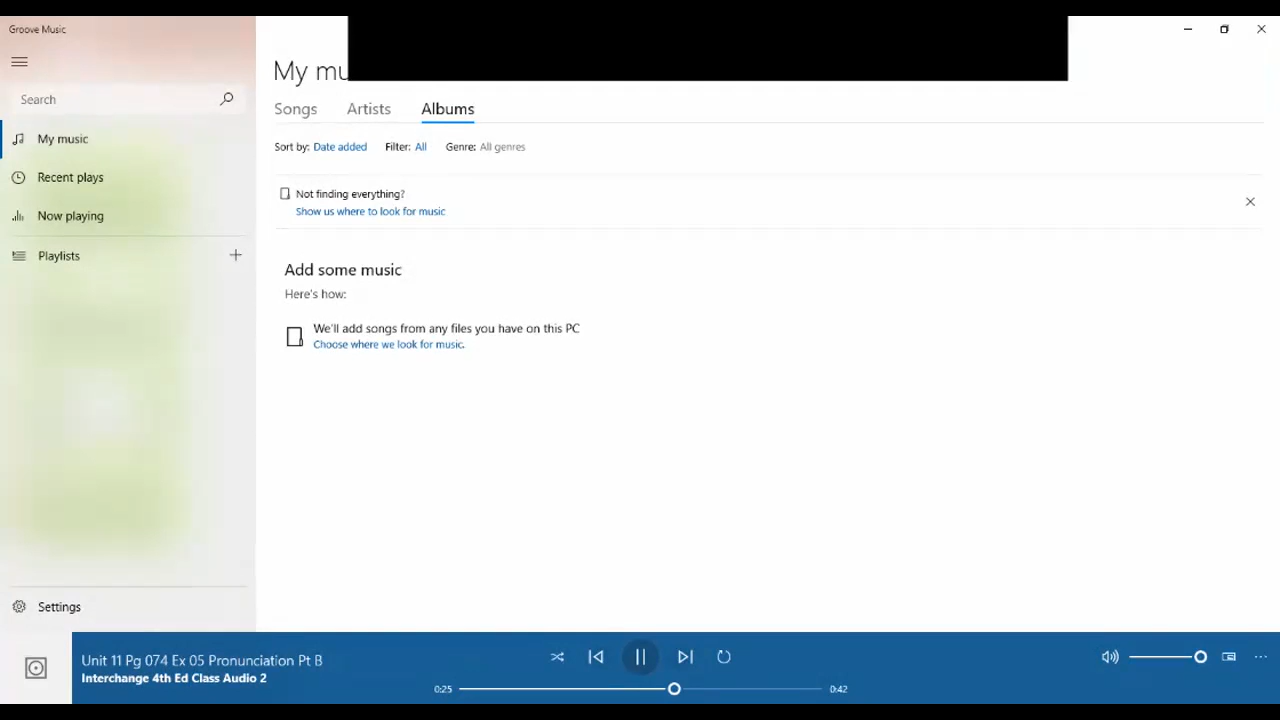 Groove Music
Search
My music
Recent plays
Now playing
Playlists
Settings
My mu
Songs Artists Albums
Sort by: Date added Filter: All Genre: All genres
Not finding everything?
Show us where to look for music
Add some music
Here's how:
We'll add songs from any files you have on this PC
Choose where we look for music.
Unit 11 Pg 074 Ex 05 Pronunciation Pt B
Interchange 4th Ed Class Audio 2
0:25 0:42